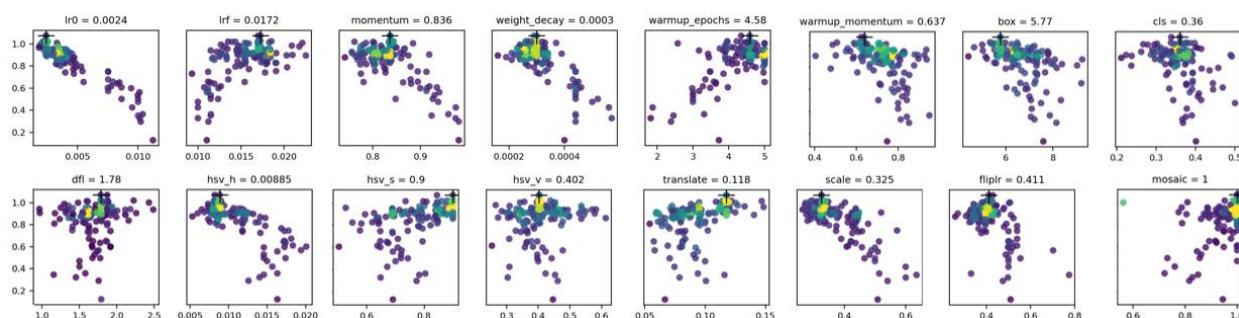 lr0 = 0.0024 lrf = 0.0172 momentum = 0.836 weight_decay = 0.0003 warmup_epochs = 4.58 warmup_momentum = 0.637 box = 5.77 cls = 0.36
1.0
0.8
0.6
0.4
0.2
0.005 0.010 0.010 0.015 0.020 0.8 0.9 0.0002 0.0004 2 3 4 5 0.4 0.6 0.8 6 8 0.2 0.3 0.4 0.5
dfl = 1.78 hsv_h = 0.00885 hsv_s = 0.9 hsv_v = 0.402 translate = 0.118 scale = 0.325 fliplr = 0.411 mosaic = 1
1.0
0.8
0.6
0.4
0.2
1.0 1.5 2.0 2.5 0.005 0.010 0.015 0.020 0.6 0.8 0.3 0.4 0.5 0.6 0.05 0.10 0.15 0.4 0.6 0.4 0.6 0.8 0.6 0.8 1.0